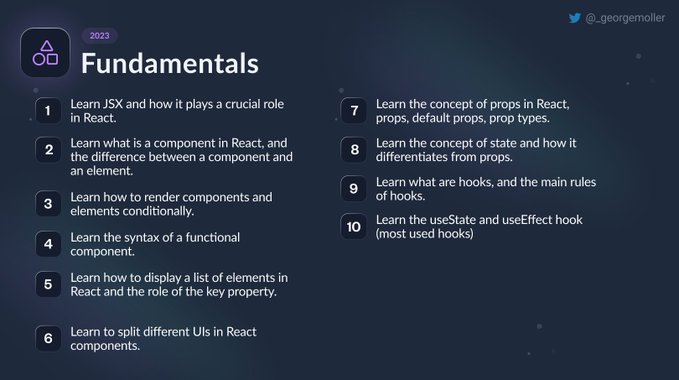 @_georgemoller
2023
Fundamentals
1
Learn JSX and how it plays a crucial role
in React.
2
Learn what is a component in React, and
the difference between a component and
an element.
3
Learn how to render components and
elements conditionally.
4
Learn the syntax of a functional
component.
5
Learn how to display a list of elements in
React and the role of the key property.
6
Learn to split different UIs in React
components.
7
Learn the concept of props in React,
props, default props, prop types.
8
Learn the concept of state and how it
differentiates from props.
9
Learn what are hooks, and the main rules
of hooks.
10
Learn the useState and useEffect hook
(most used hooks)